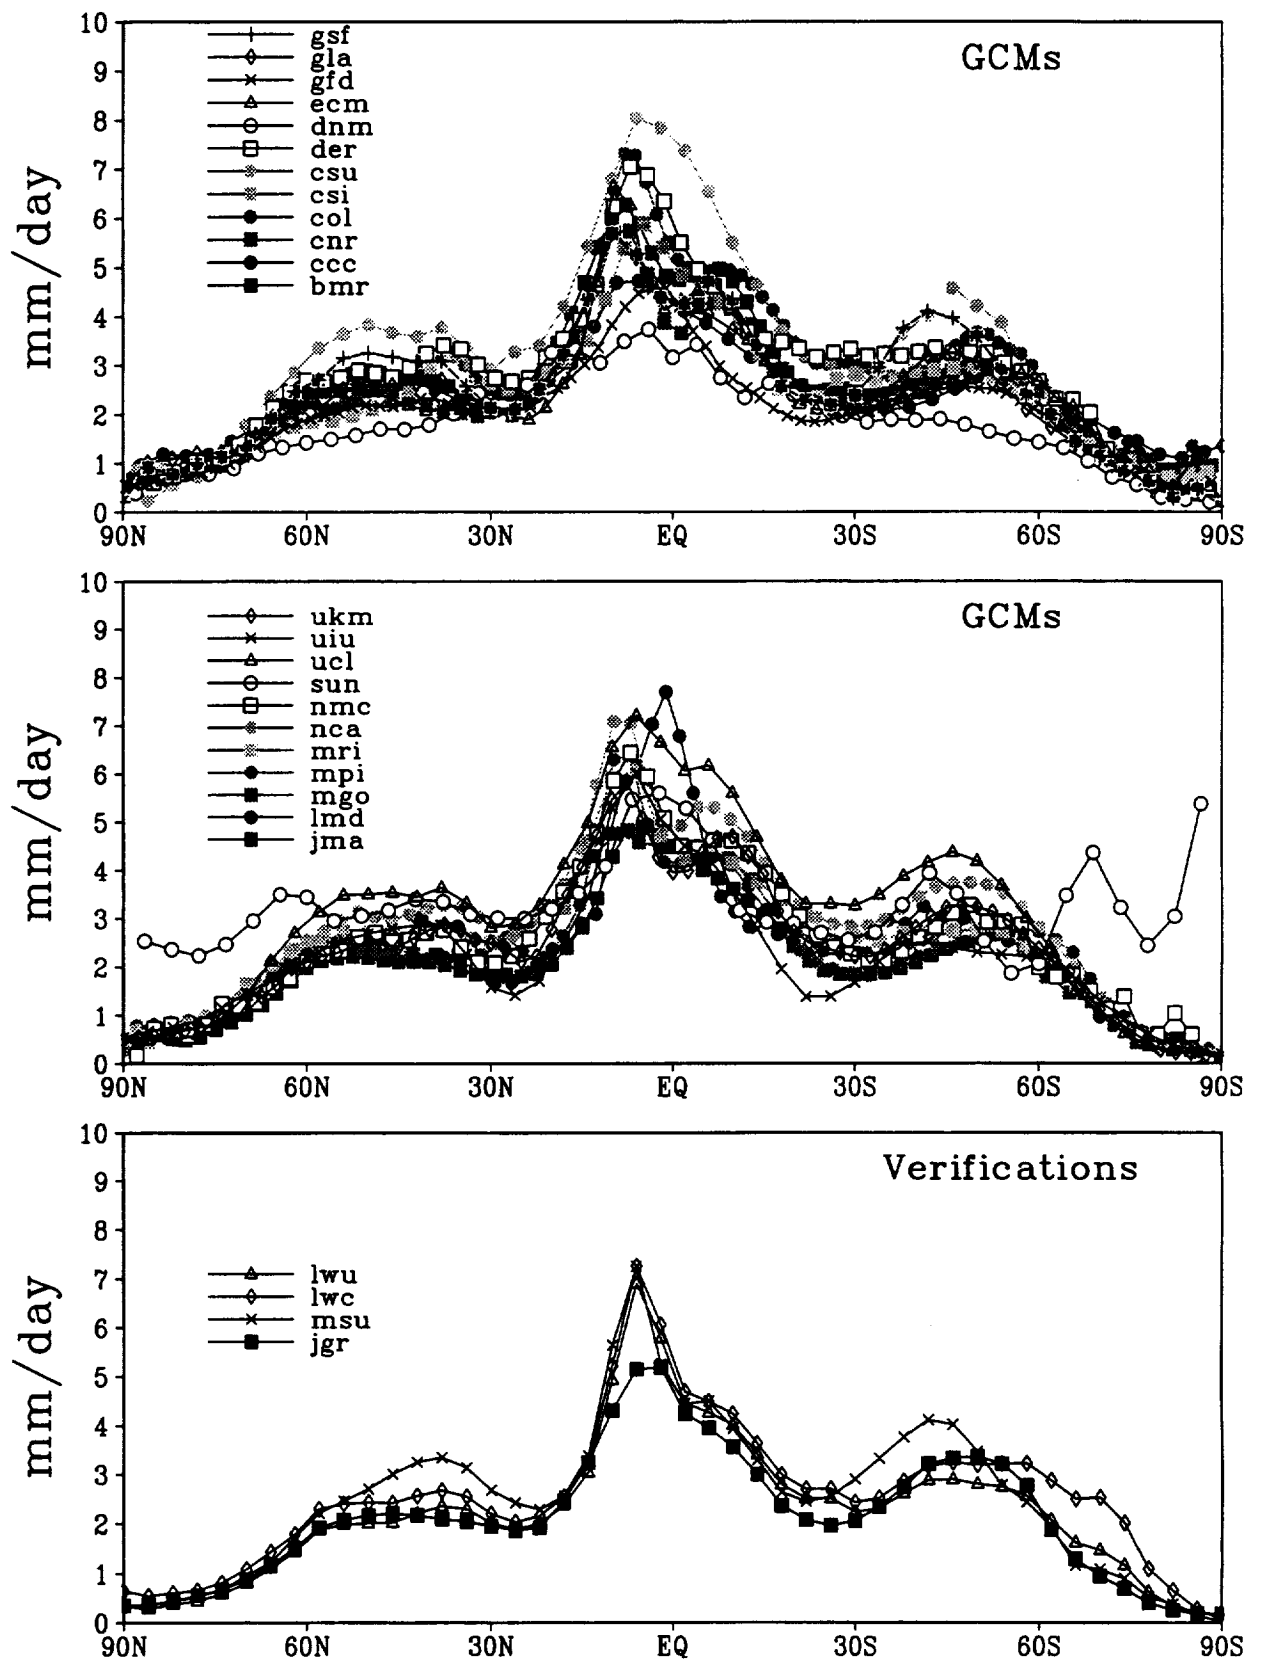 GCMs
mm/day
10
9
8
7
6
5
4
3
2
1
0
gsf
gla
gfd
ecm
dnm
der
csu
csi
col
cnr
ccc
bmr
90N 60N 30N EQ 30S 60S 90S
GCMs
mm/day
10
9
8
7
6
5
4
3
2
1
0
ukm
uiu
ucl
sun
nmc
nca
mri
mpi
mgo
lmd
jma
90N 60N 30N EQ 30S 60S 90S
Verifications
mm/day
10
9
8
7
6
5
4
3
2
1
0
lwu
lwc
msu
jgr
90N 60N 30N EQ 30S 60S 90S